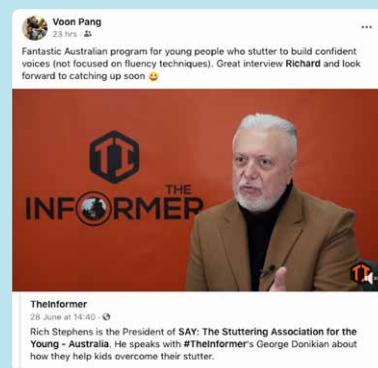 Voon Pang
23 hrs ·
Fantastic Australian program for young people who stutter to build confident
voices (not focused on fluency techniques). Great interview Richard and look
forward to catching up soon 😀
TI
THE
INFORMER
TI
TheInformer
28 June at 14:40 ·
Rich Stephens is the President of SAY: The Stuttering Association for the
Young - Australia. He speaks with #TheInformer's George Donikian about
how they help kids overcome their stutter.